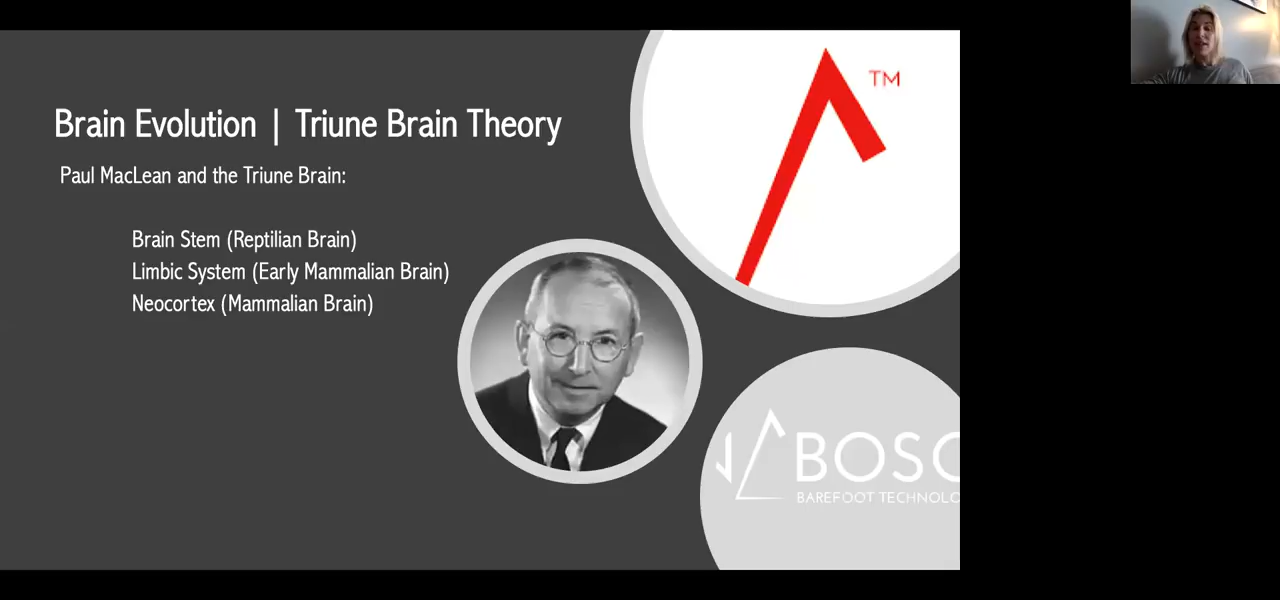 Brain Evolution | Triune Brain Theory
Paul MacLean and the Triune Brain:
Brain Stem (Reptilian Brain)
Limbic System (Early Mammalian Brain)
Neocortex (Mammalian Brain)
TM
BOSO
BAREFOOT TECHNOLO